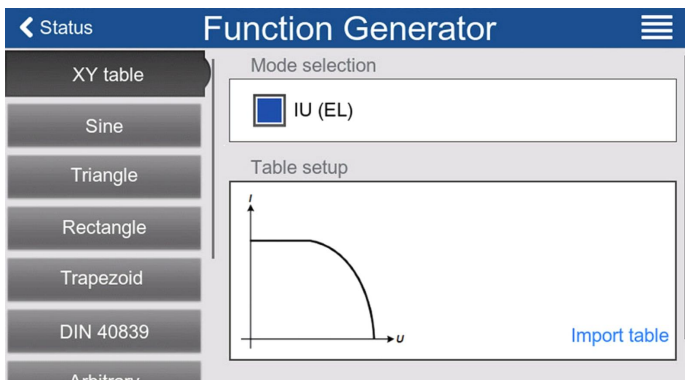 Status
Function Generator
XY table
Sine
Triangle
Rectangle
Trapezoid
DIN 40839
Arbitrary
Mode selection
IU (EL)
Table setup
I
U
Import table